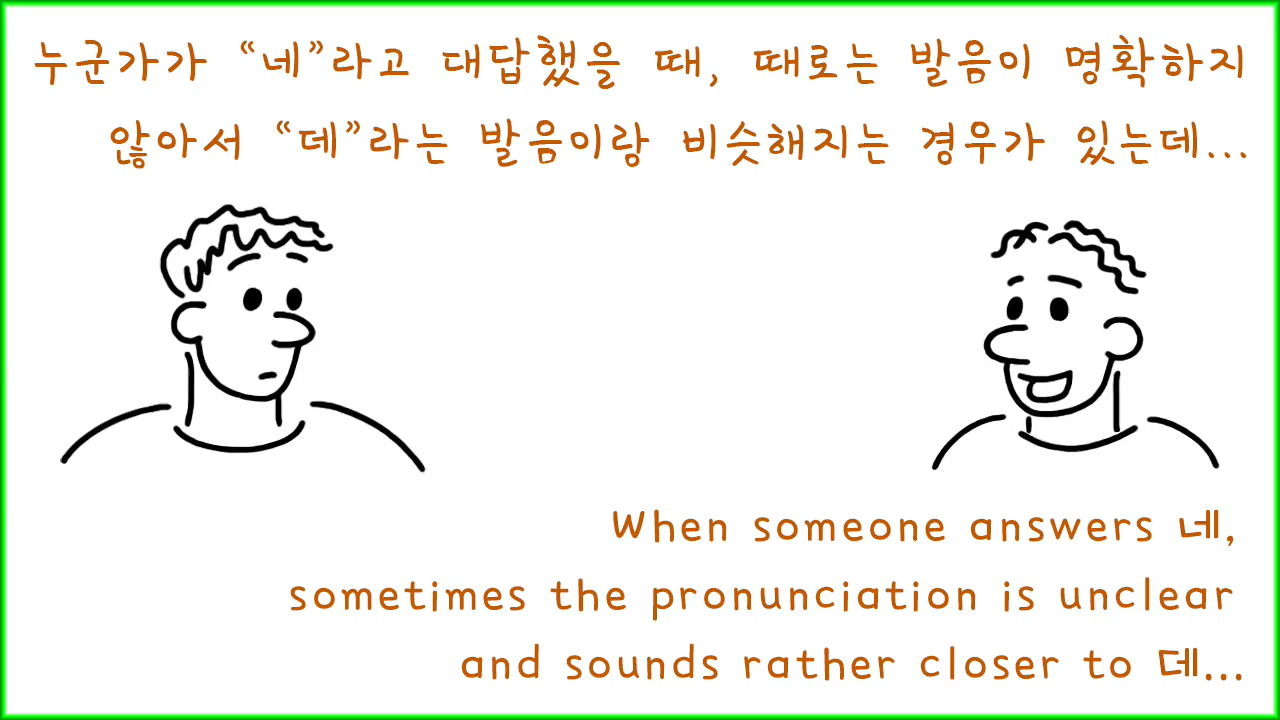 누군가가 “네”라고 대답했을 때, 때로는 발음이 명확하지
않아서 “데”라는 발음이랑 비슷해지는 경우가 있는데...
When someone answers 네,
sometimes the pronunciation is unclear
and sounds rather closer to 데...